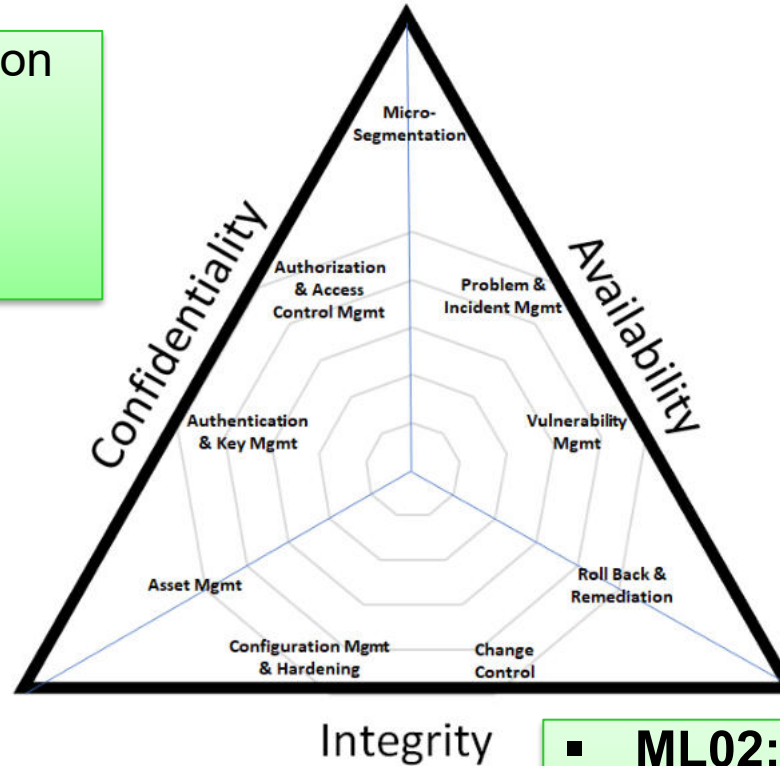 on
Micro-
Segmentation
Confidentiality
Availability
Authorization
& Access
Control Mgmt
Problem &
Incident Mgmt
Authentication
& Key Mgmt
Vulnerability
Mgmt
Asset Mgmt
Roll Back &
Remediation
Configuration Mgmt
& Hardening
Change
Control
Integrity
▪ ML02: